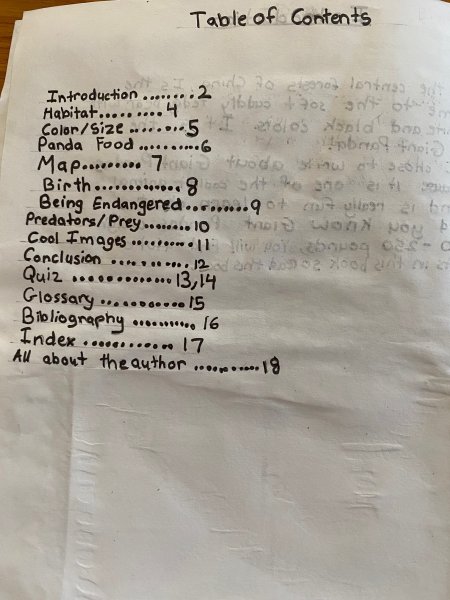 Table of Contents
Introduction ........2
Habitat.......... 4
Color/Size ........5
Panda Food ..........6
Map......... 7
Birth............. 8
Being Endangered.........9
Predators/Prey........10
Cool Images ..........11
Conclusion ........... 12
Quiz ............. 13,14
Glossary ............15
Bibliography .......... 16
Index ............ 17
All about the author ..........18